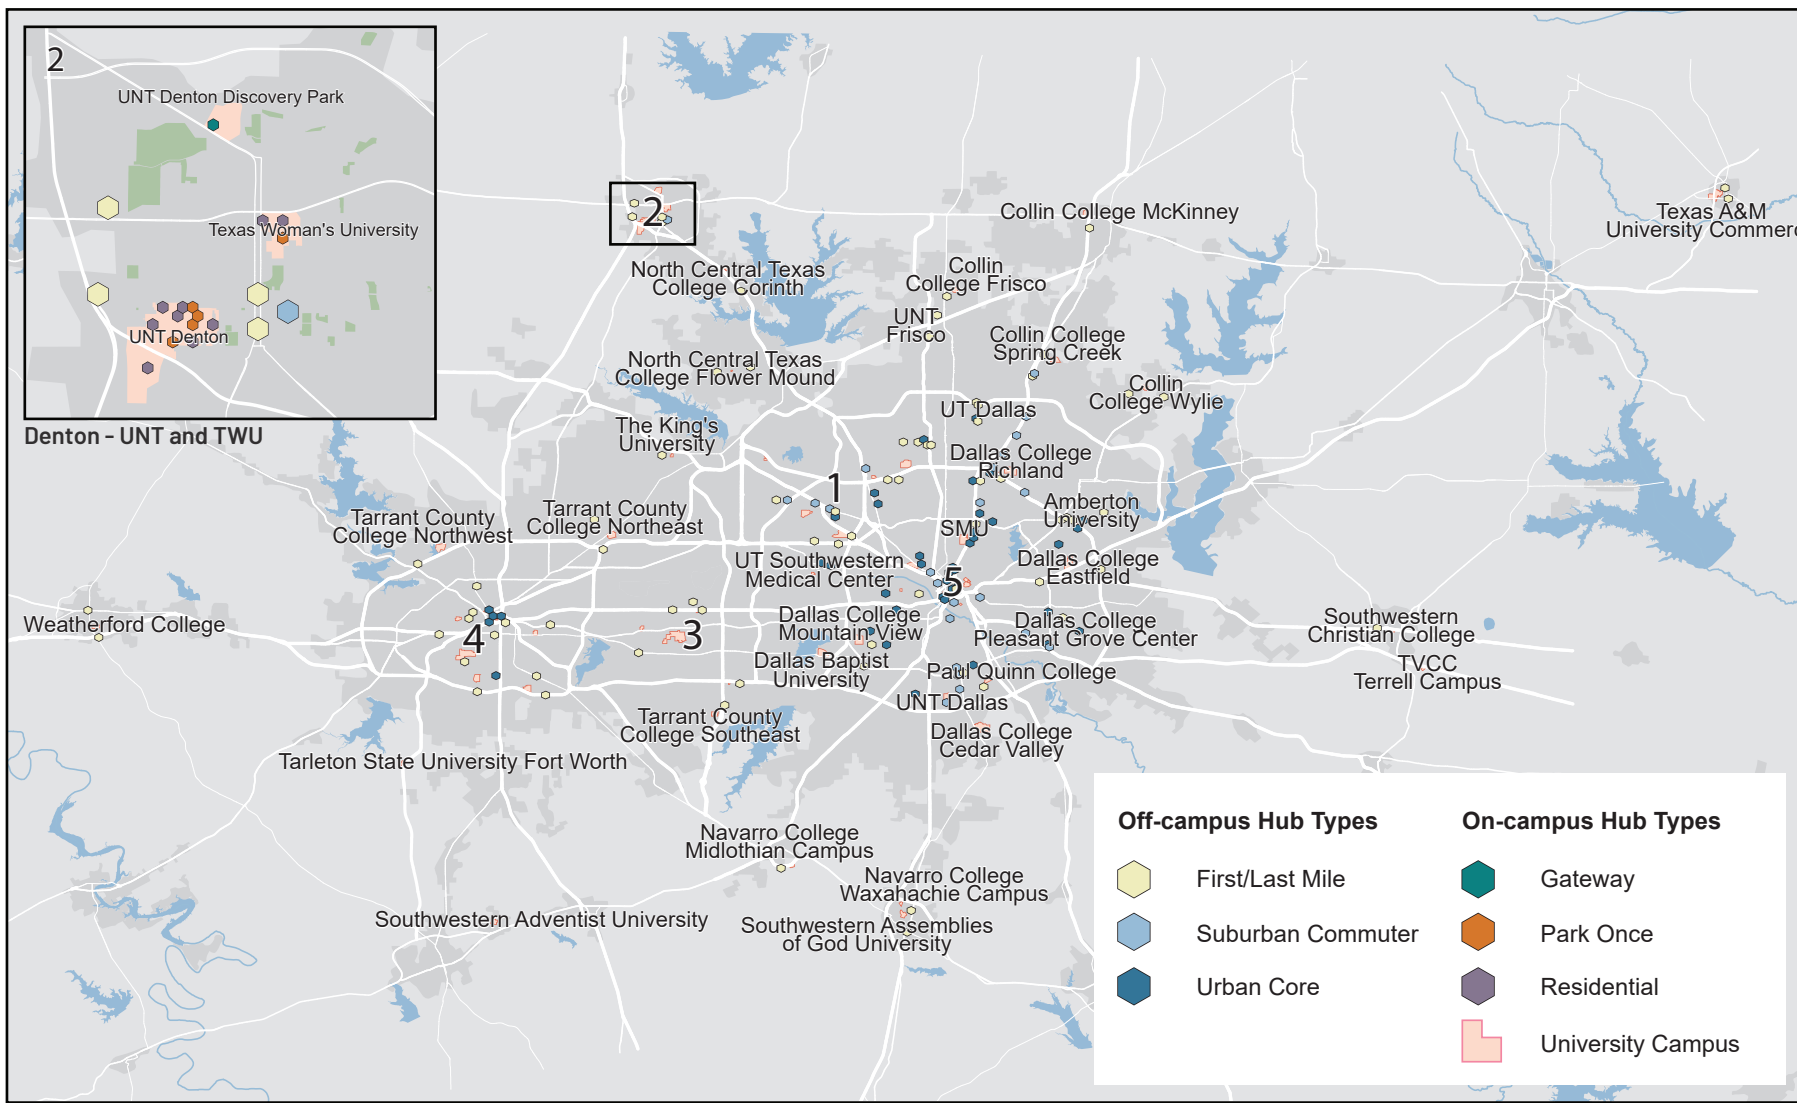 2
UNT Denton Discovery Park
Texas Woman's University
UNT Denton
Denton - UNT and TWU
2
Collin College McKinney
Texas A&M
University Commerc
North Central Texas
College Corinth
Collin
College Frisco
UNT
Frisco
Collin College
Spring Creek
North Central Texas
College Flower Mound
Collin
College Wylie
UT Dallas
The King's
University
Dallas College
Richland
1
Amberton
University
Tarrant County
College Northwest
Tarrant County
College Northeast
SMU
UT Southwestern
Medical Center
Dallas College
Eastfield
5
Weatherford College
4
3
Dallas College
Mountain View
Dallas College
Pleasant Grove Center
Southwestern
Christian College
Dallas Baptist
University
Paul Quinn College
TVCC
Terrell Campus
UNT Dallas
Tarrant County
College Southeast
Dallas College
Cedar Valley
Tarleton State University Fort Worth
Navarro College
Midlothian Campus
Navarro College
Waxahachie Campus
Southwestern Adventist University
Southwestern Assemblies
of God University
Off-campus Hub Types
First/Last Mile
Suburban Commuter
Urban Core
On-campus Hub Types
Gateway
Park Once
Residential
University Campus